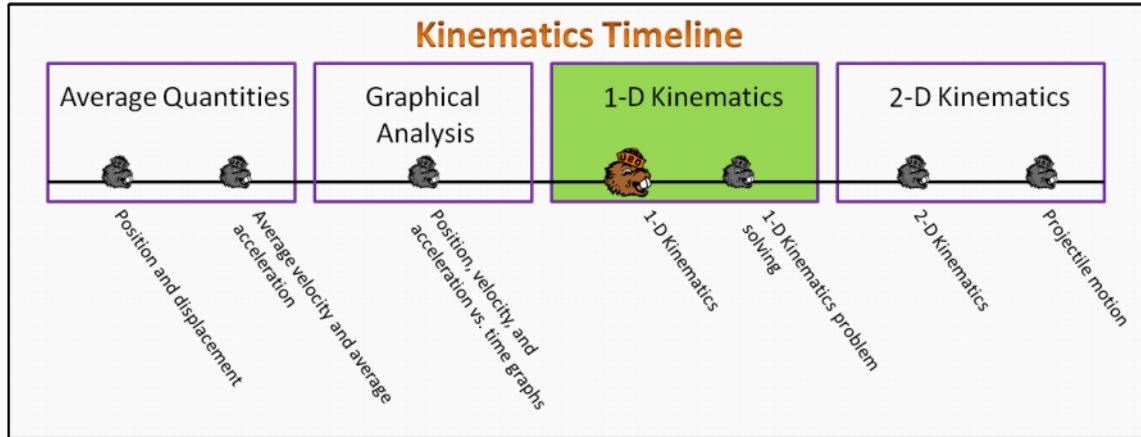 Kinematics Timeline
Average Quantities
Graphical
Analysis
1-D Kinematics
2-D Kinematics
Position and displacement
Average velocity and average
acceleration
Position, velocity, and
acceleration vs. time graphs
1-D Kinematics
1-D Kinematics problem
solving
2-D Kinematics
Projectile motion